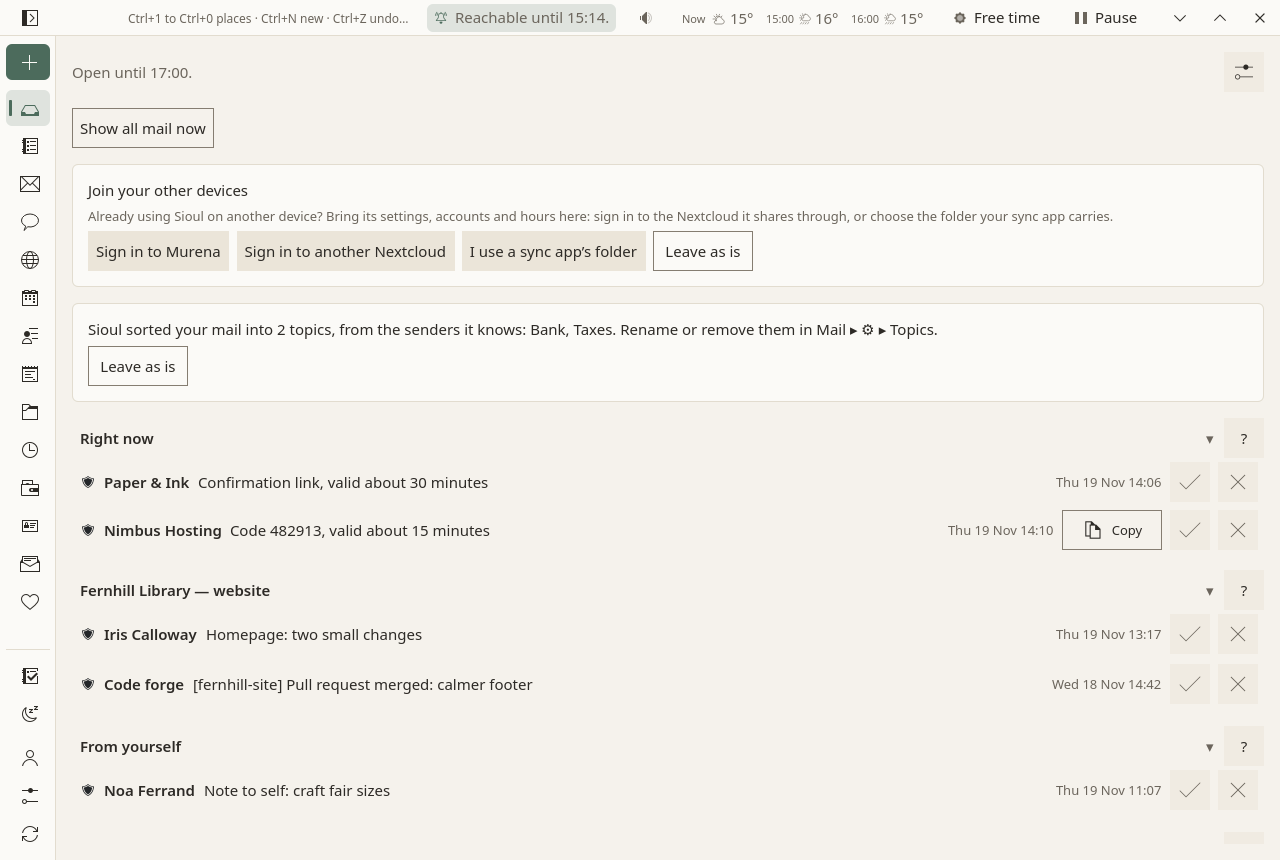 Ctrl+1 to Ctrl+0 places · Ctrl+N new · Ctrl+Z undo...
Reachable until 15:14.
Now 15° 15:00 16° 16:00 15°
Free time
Pause
Open until 17:00.
Show all mail now
Join your other devices
Already using Sioul on another device? Bring its settings, accounts and hours here: sign in to the Nextcloud it shares through, or choose the folder your sync app carries.
Sign in to Murena
Sign in to another Nextcloud
I use a sync app’s folder
Leave as is
Sioul sorted your mail into 2 topics, from the senders it knows: Bank, Taxes. Rename or remove them in Mail ▸ ⚙ ▸ Topics.
Leave as is
Right now
?
Paper & Ink Confirmation link, valid about 30 minutes Thu 19 Nov 14:06
Nimbus Hosting Code 482913, valid about 15 minutes Thu 19 Nov 14:10 Copy
Fernhill Library — website
?
Iris Calloway Homepage: two small changes Thu 19 Nov 13:17
Code forge [fernhill-site] Pull request merged: calmer footer Wed 18 Nov 14:42
From yourself
?
Noa Ferrand Note to self: craft fair sizes Thu 19 Nov 11:07